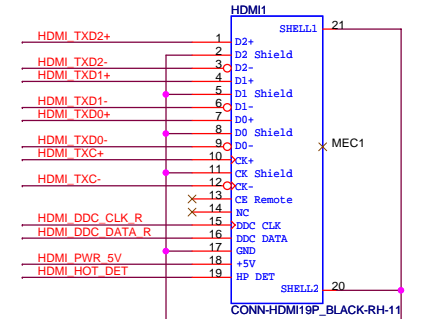 HDMI1
SHELL1 21
HDMI_TXD2+ 1 D2+
2 D2 Shield
HDMI_TXD2- 3 D2-
HDMI_TXD1+ 4 D1+
5 D1 Shield
HDMI_TXD1- 6 D1-
HDMI_TXD0+ 7 D0+
8 D0 Shield
HDMI_TXD0- 9 D0- MEC1
HDMI_TXC+ 10 CK+
11 CK Shield
HDMI_TXC- 12 CK-
13 CE Remote
14 NC
HDMI_DDC_CLK_R 15 DDC CLK
HDMI_DDC_DATA_R 16 DDC DATA
17 GND
HDMI_PWR_5V 18 +5V
HDMI_HOT_DET 19 HP DET
SHELL2 20
CONN-HDMI19P_BLACK-RH-11